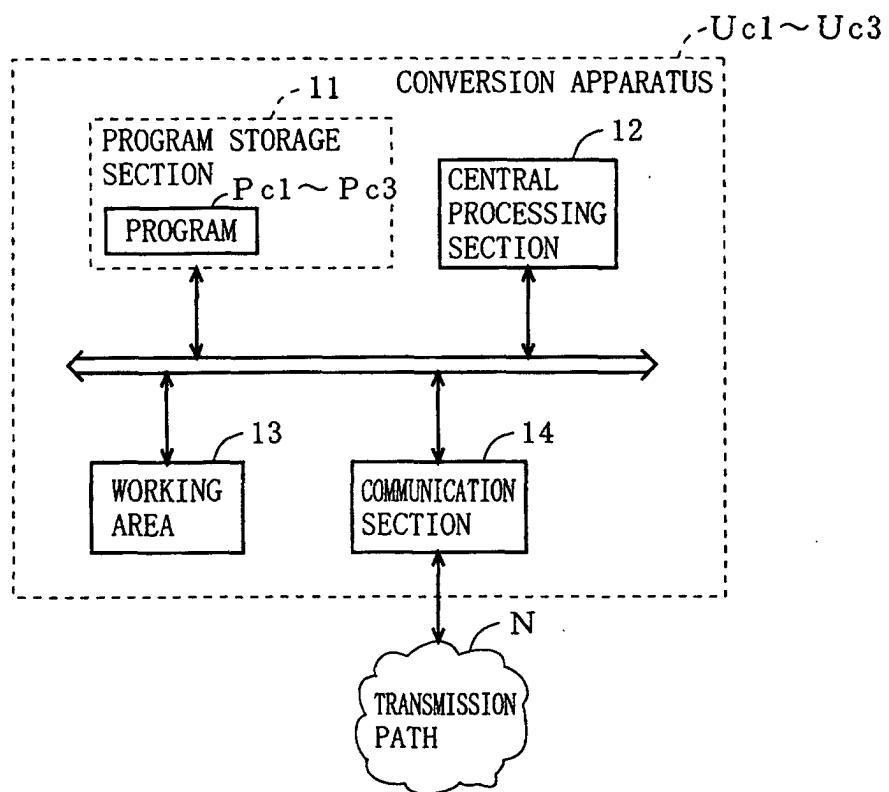 Uc1～Uc3
CONVERSION APPARATUS
11
PROGRAM STORAGE
SECTION
Pc1～Pc3
PROGRAM
12
CENTRAL
PROCESSING
SECTION
13
WORKING
AREA
14
COMMUNICATION
SECTION
N
TRANSMISSION
PATH